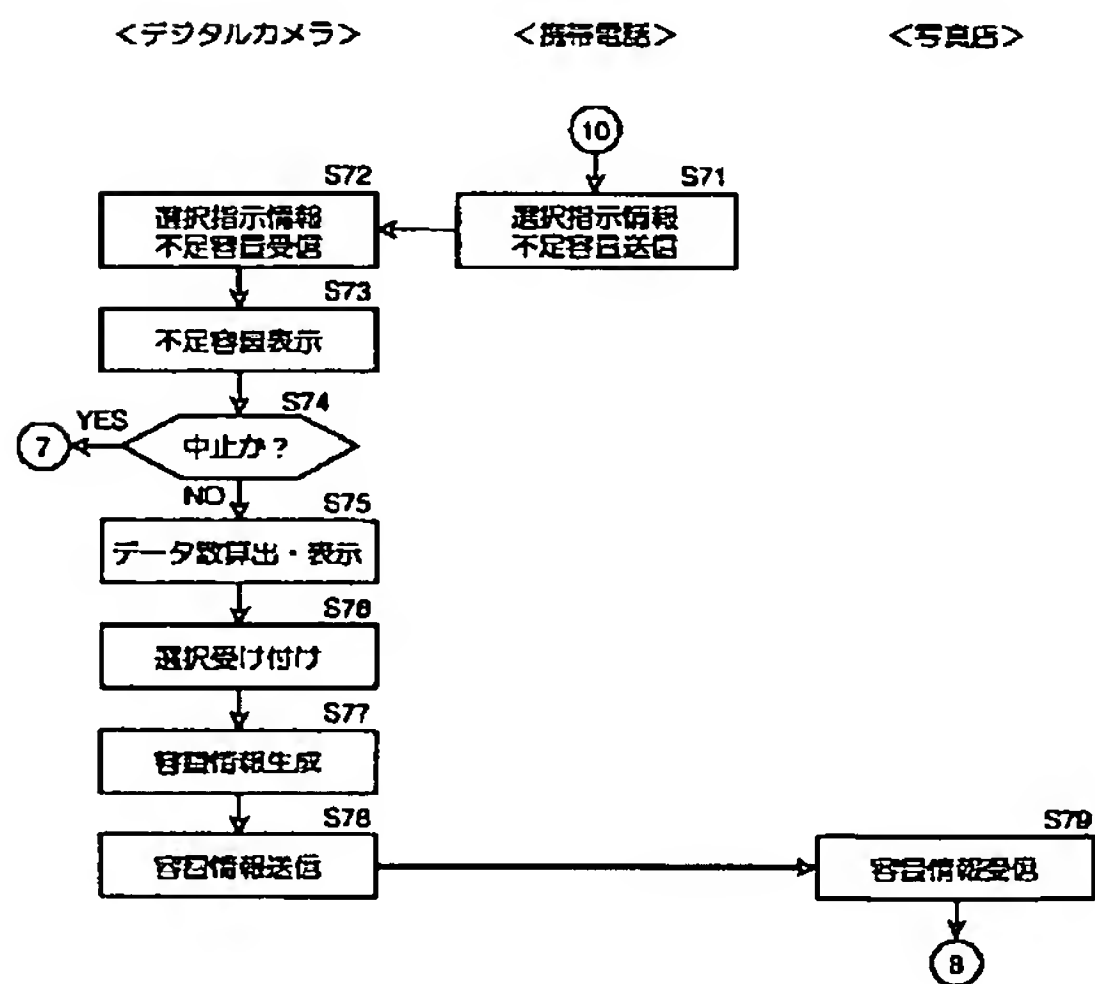 <デジタルカメラ>
<携帯電話>
<写真店>
10
S72
S71
選択指示情報
不足容量受信
選択指示情報
不足容量送信
S73
不足容量表示
S74
YES
7
中止か？
NO
S75
データ数算出・表示
S76
選択受け付け
S77
容量情報生成
S78
容量情報送信
S79
容量情報受信
8